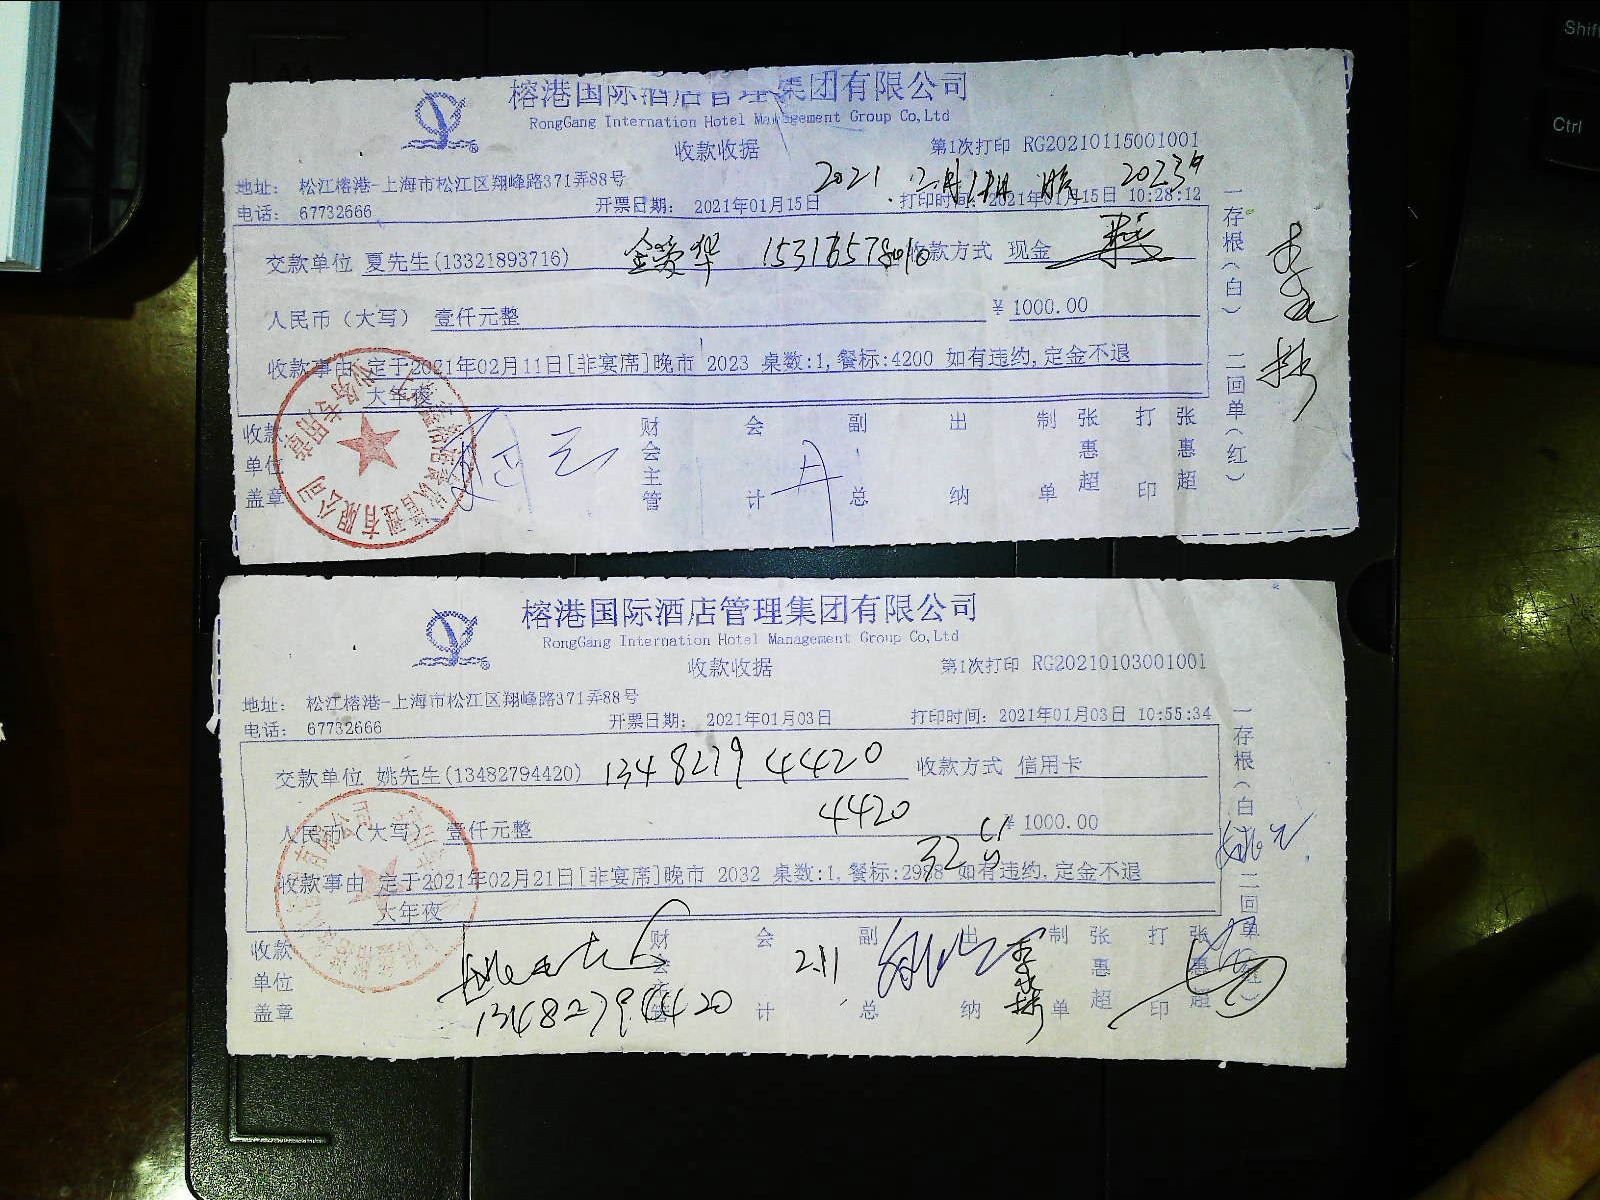 榕港国际酒店管理集团有限公司
RongGang Internation Hotel Management Group Co,Ltd
收款收据
第1次打印 RG20210115001001
地址: 松江榕港-上海市松江区翔峰路371弄88号
2021
电话: 67732666 开票日期: 2021年01月15日 打印时间: 2021年01月15日 10:28:12
交款单位 夏先生(13321893716) 收款方式 现金
人民币(大写) 壹仟元整 ¥ 1000.00
收款事由 定于2021年02月11日[非宴席]晚市 2023 桌数:1,餐标:4200 如有违约,定金不退
大年夜
收款单位盖章 财会主管 会计 副总 出纳 制单 张惠超 打印 张惠超
一存根(白) 二回单(红)
榕港国际酒店管理集团有限公司
RongGang Internation Hotel Management Group Co,Ltd
收款收据
第1次打印 RG20210103001001
地址: 松江榕港-上海市松江区翔峰路371弄88号
电话: 67732666 开票日期: 2021年01月03日 打印时间: 2021年01月03日 10:55:34
交款单位 姚先生(13482794420) 13482794420 收款方式 信用卡
4420
人民币(大写) 壹仟元整 ¥ 1000.00
收款事由 定于2021年02月21日[非宴席]晚市 2032 桌数:1,餐标:2988 如有违约,定金不退
大年夜
收款单位盖章 财会主管 会计 副总 出纳 制单 张惠超 打印 张惠超
2.11
13482794420
一存根(白) 二回单
Shift
Ctrl